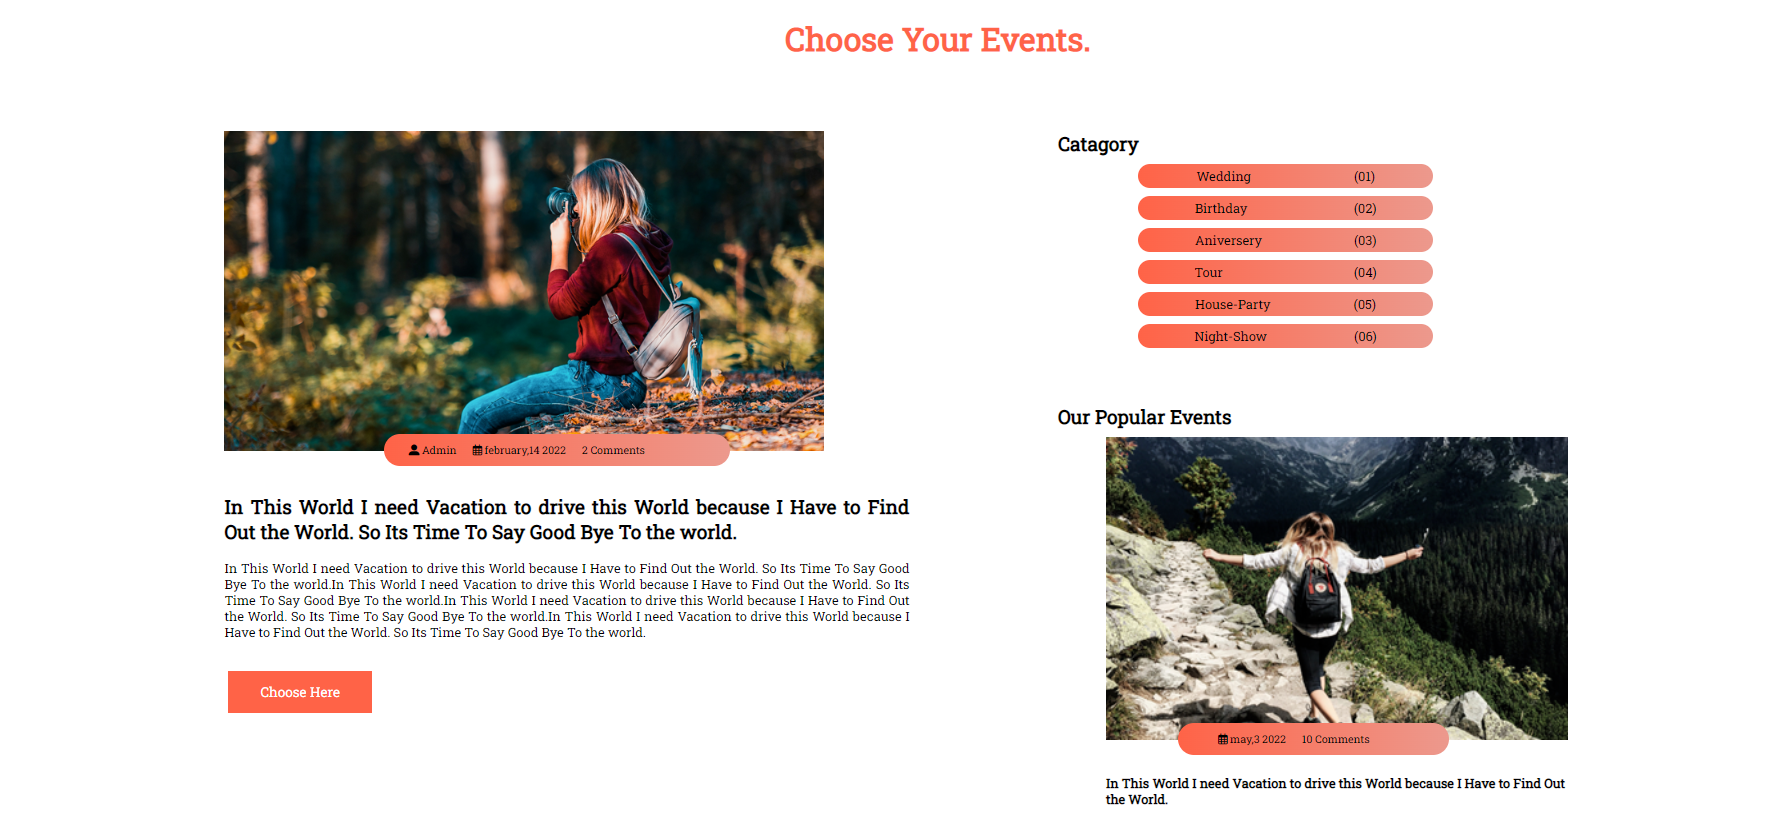 Choose Your Events.
Admin february,14 2022 2 Comments
In This World I need Vacation to drive this World because I Have to Find
Out the World. So Its Time To Say Good Bye To the world.
In This World I need Vacation to drive this World because I Have to Find Out the World. So Its Time To Say Good
Bye To the world.In This World I need Vacation to drive this World because I Have to Find Out the World. So Its
Time To Say Good Bye To the world.In This World I need Vacation to drive this World because I Have to Find Out
the World. So Its Time To Say Good Bye To the world.In This World I need Vacation to drive this World because I
Have to Find Out the World. So Its Time To Say Good Bye To the world.
Choose Here
Catagory
Wedding (01)
Birthday (02)
Aniversery (03)
Tour (04)
House-Party (05)
Night-Show (06)
Our Popular Events
may,3 2022 10 Comments
In This World I need Vacation to drive this World because I Have to Find Out
the World.